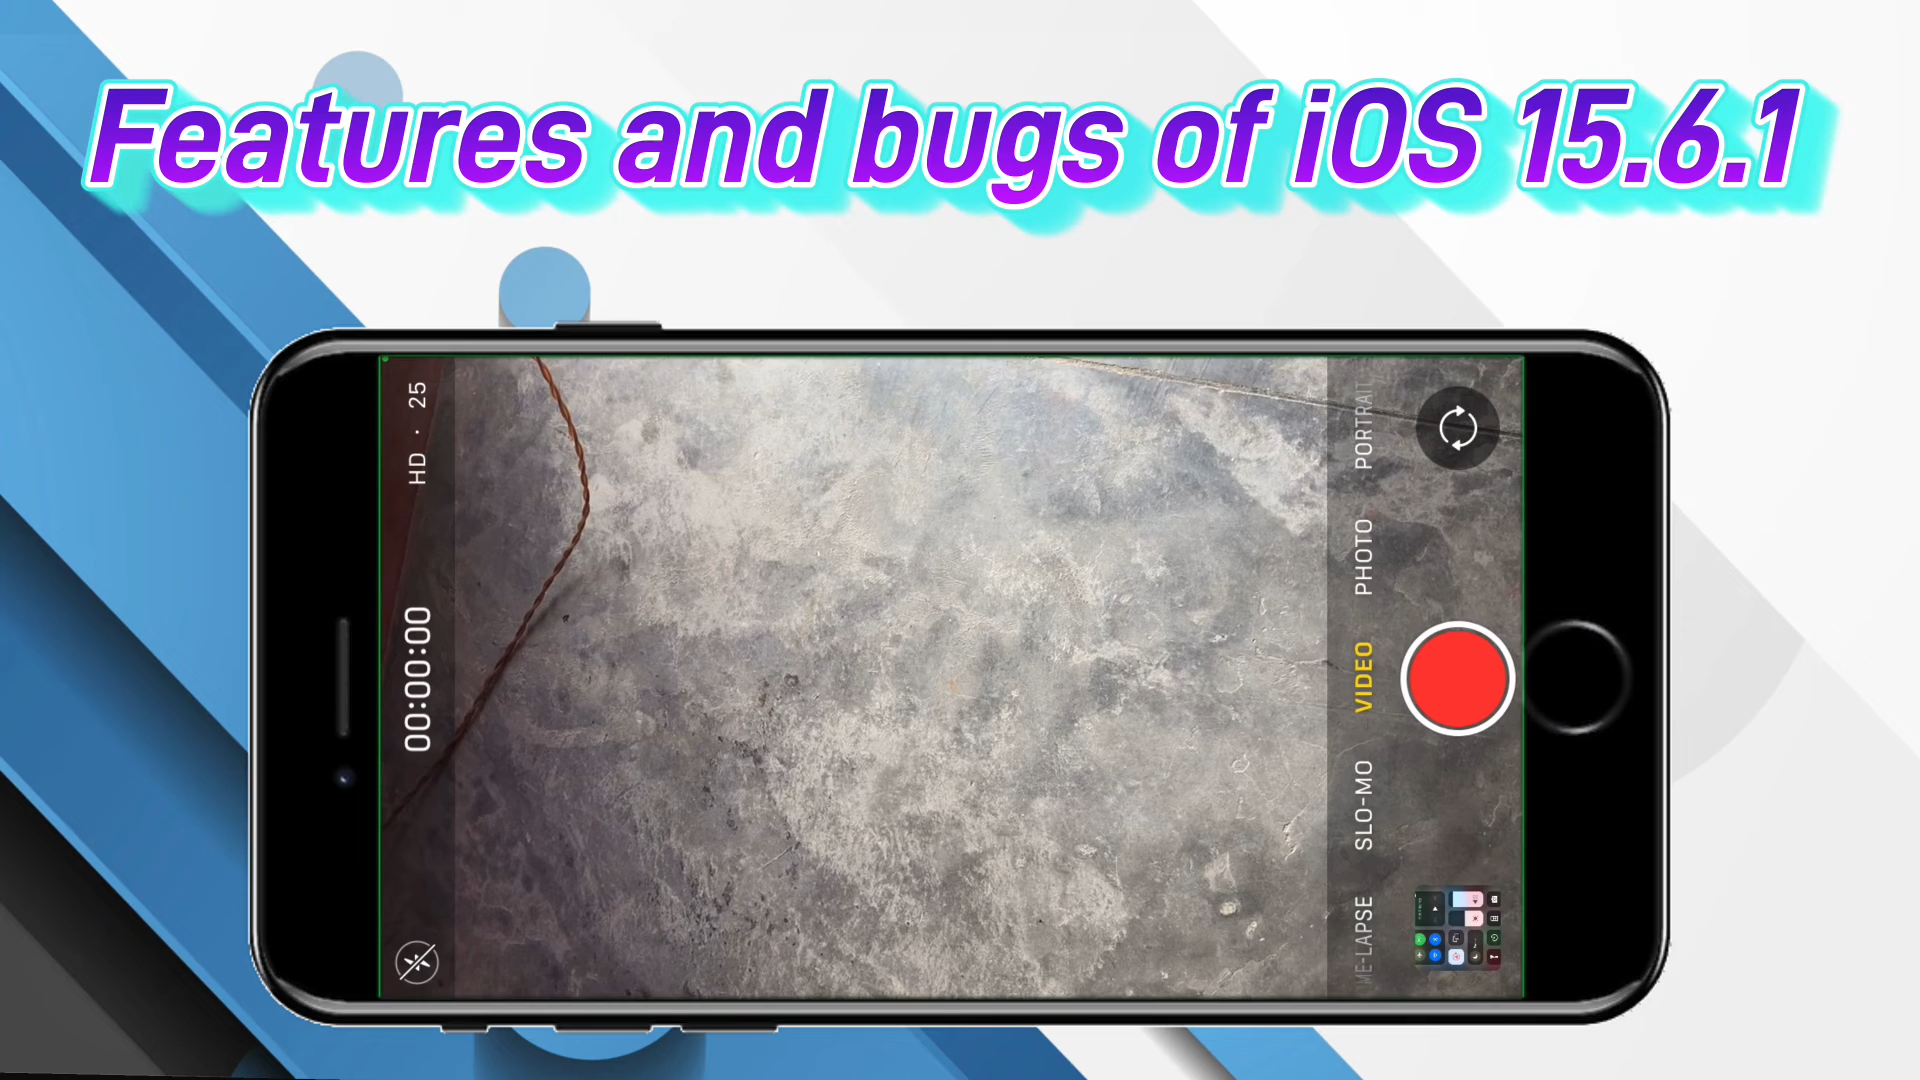 Features and bugs of iOS 15.6.1
HD · 25
00:00:00
PORTRAIT
PHOTO
VIDEO
SLO-MO
ME-LAPSE